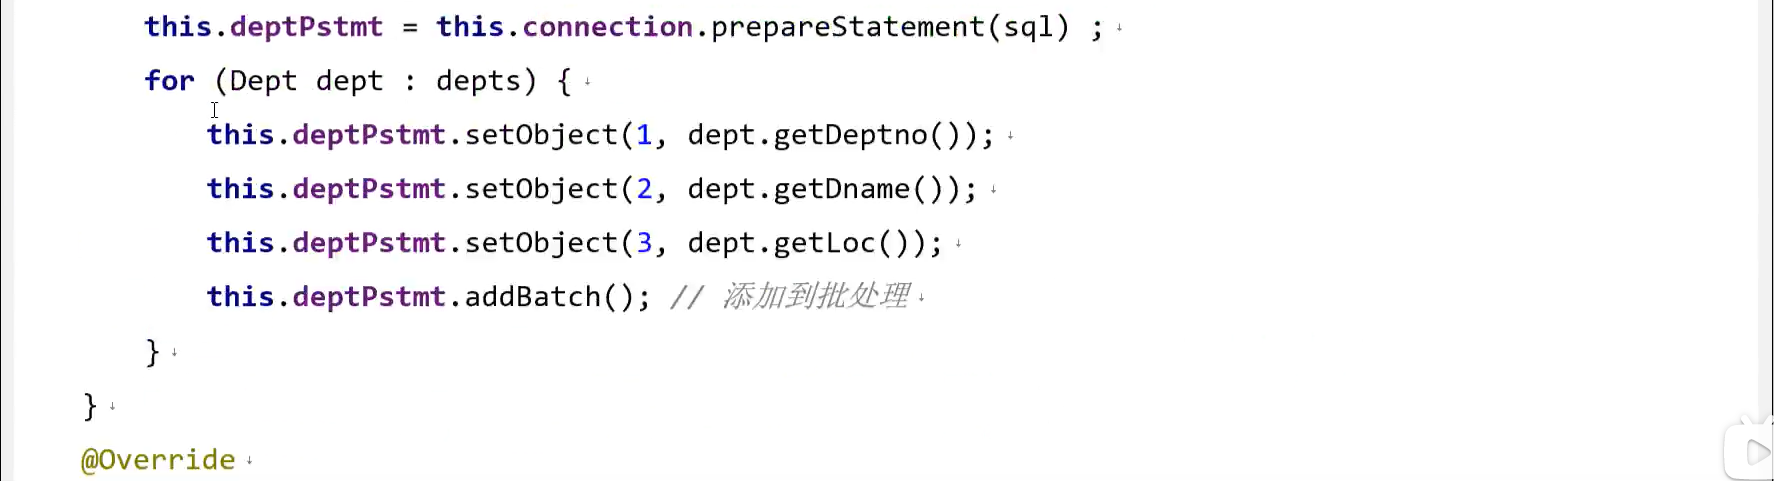 this.deptPstmt = this.connection.prepareStatement(sql) ;
for (Dept dept : depts) {
this.deptPstmt.setObject(1, dept.getDeptno());
this.deptPstmt.setObject(2, dept.getDname());
this.deptPstmt.setObject(3, dept.getLoc());
this.deptPstmt.addBatch(); // 添加到批处理
}
}
@Override